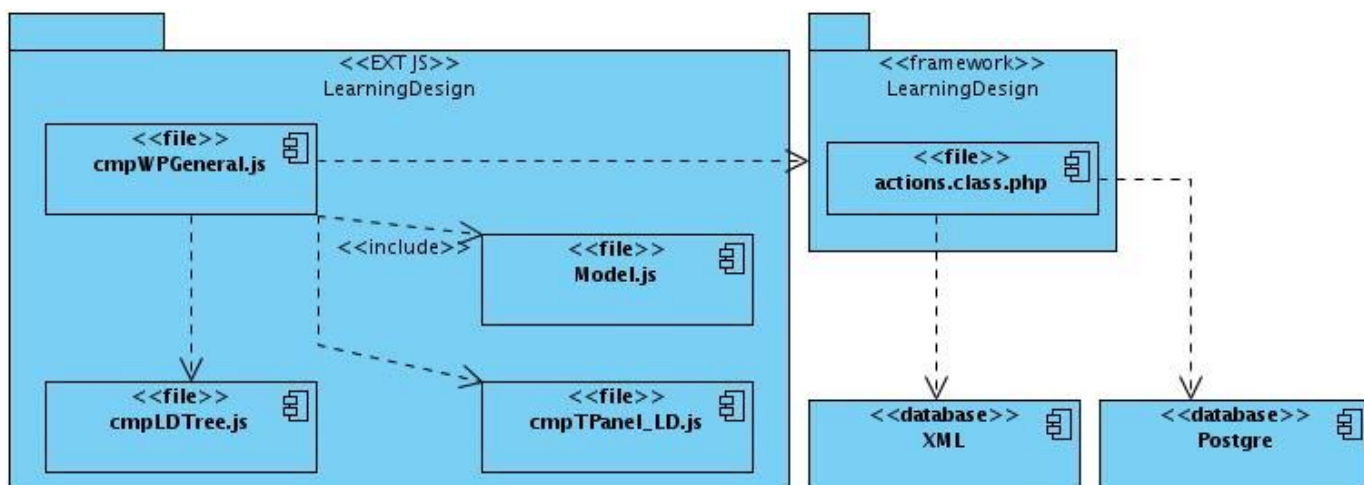 <<EXT JS>>
LearningDesign
<<file>>
cmpWPGeneral.js
<<include>>
<<file>>
Model.js
<<file>>
cmpLDTree.js
<<file>>
cmpTPanel_LD.js
<<framework>>
LearningDesign
<<file>>
actions.class.php
<<database>>
XML
<<database>>
Postgre